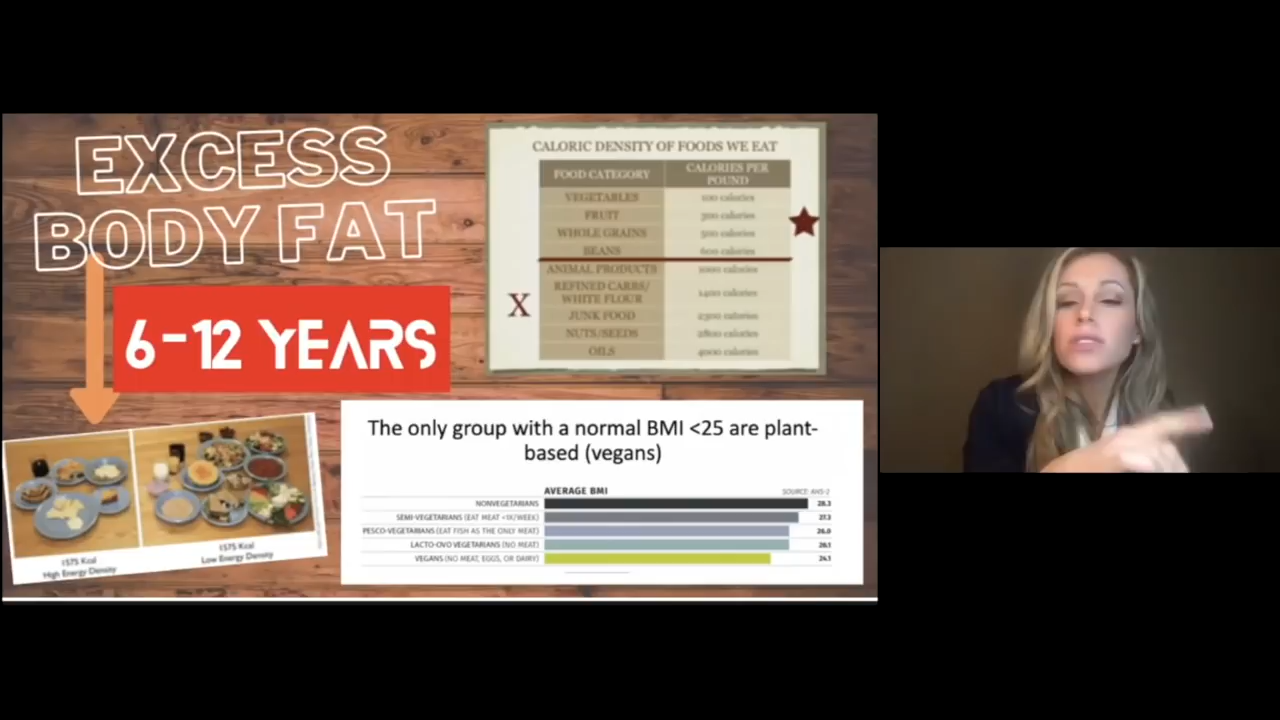 EXCESS
BODY FAT
6-12 YEARS
CALORIC DENSITY OF FOODS WE EAT
FOOD CATEGORY CALORIES PER POUND
VEGETABLES 100 calories
FRUIT 300 calories
WHOLE GRAINS 500 calories
BEANS 600 calories
ANIMAL PRODUCTS 1000 calories
REFINED CARBS/ WHITE FLOUR 1400 calories
JUNK FOOD 2300 calories
NUTS/SEEDS 2800 calories
OILS 4000 calories
X
1575 Kcal
High Energy Density
1575 Kcal
Low Energy Density
The only group with a normal BMI <25 are plant-
based (vegans)
AVERAGE BMI SOURCE: AHS-2
NONVEGETARIANS 28.3
SEMI-VEGETARIANS (EAT MEAT <1X/WEEK) 27.3
PESCO-VEGETARIANS (EAT FISH AS THE ONLY MEAT) 26.0
LACTO-OVO VEGETARIANS (NO MEAT) 26.1
VEGANS (NO MEAT, EGGS, OR DAIRY) 24.1